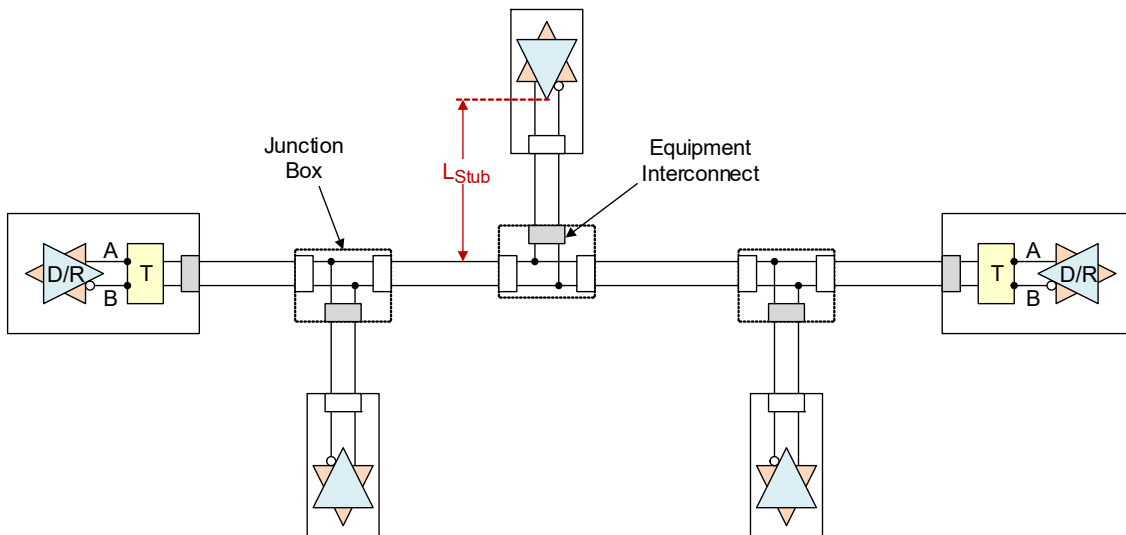 Junction
Box
L Stub
Equipment
Interconnect
A
D/R
T
B
T
A
D/R
B